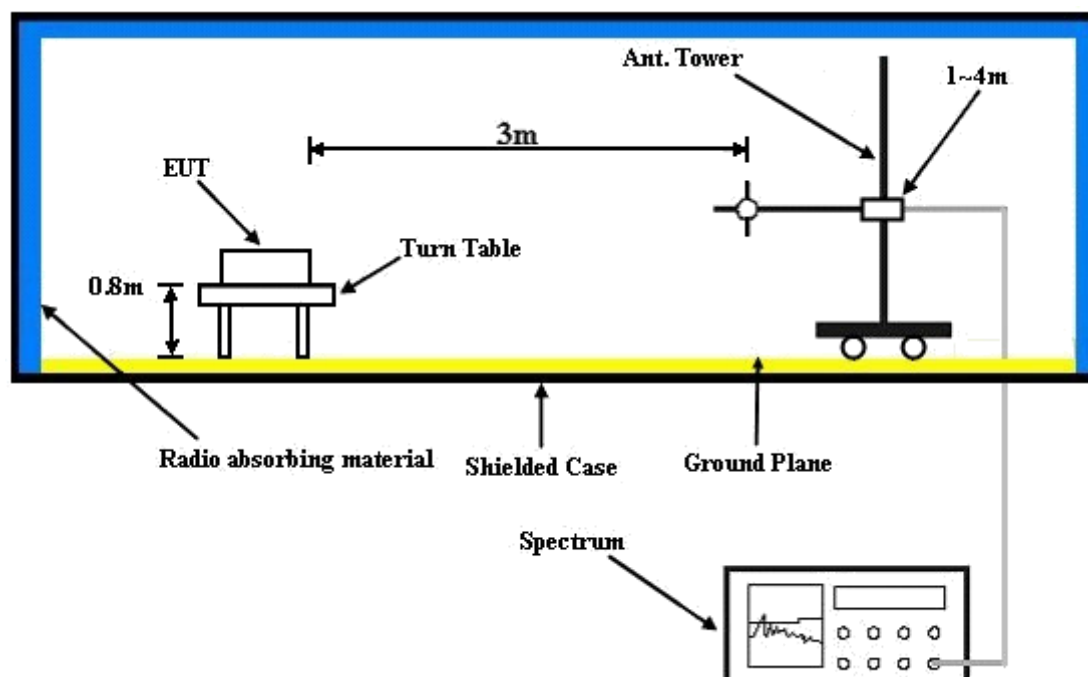 Ant. Tower
1~4m
3m
EUT
Turn Table
0.8m
Radio absorbing material
Shielded Case
Ground Plane
Spectrum